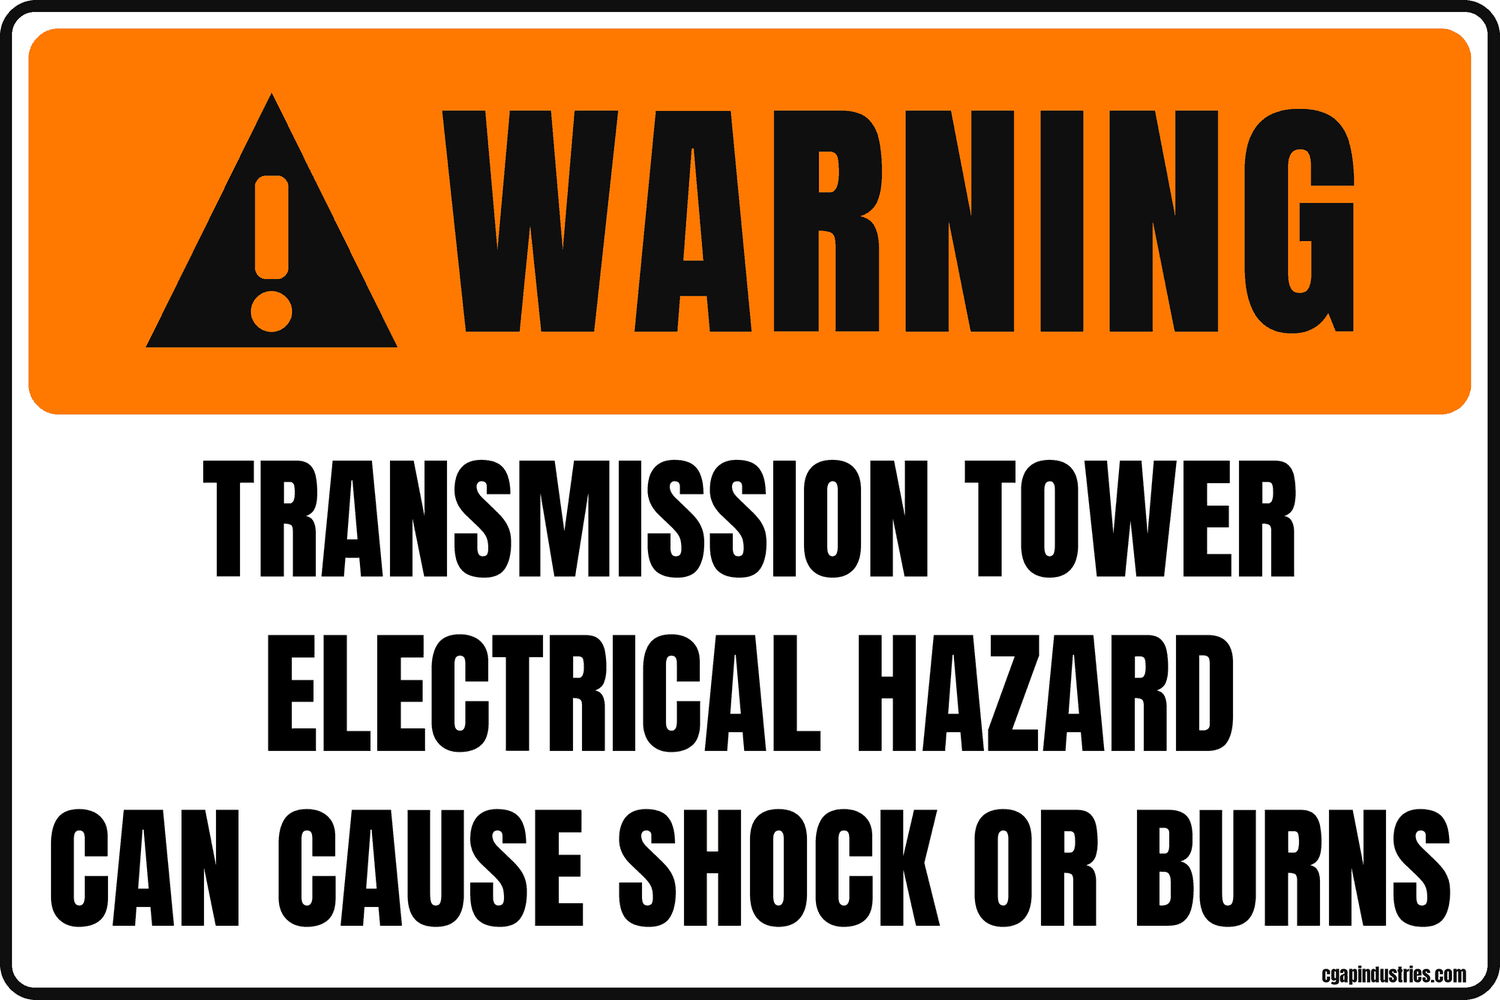 WARNING
TRANSMISSION TOWER
ELECTRICAL HAZARD
CAN CAUSE SHOCK OR BURNS
cgapindustries.com